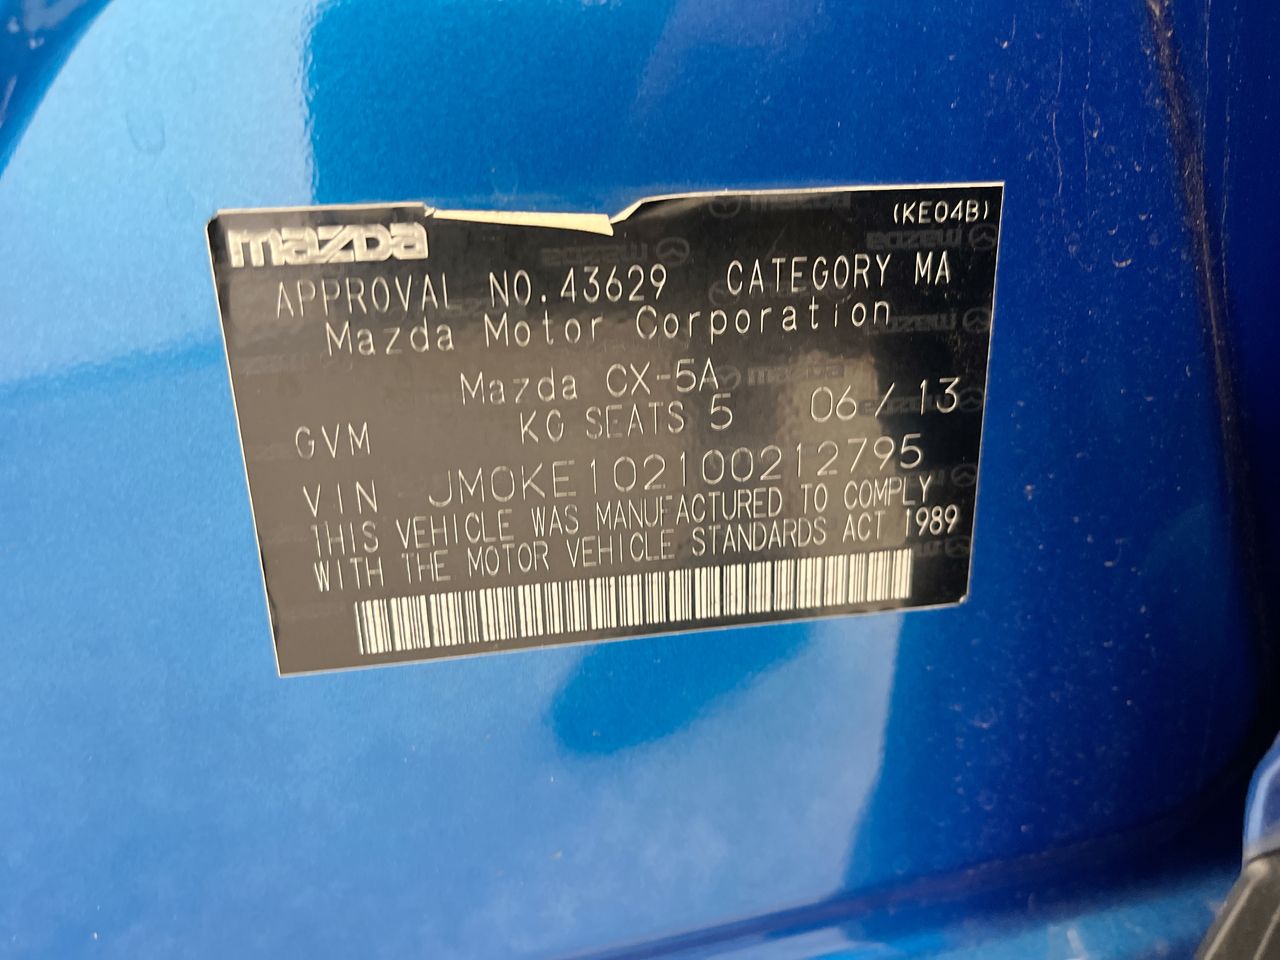 (KE04B)
mazda
APPROVAL NO.43629 CATEGORY MA
Mazda Motor Corporation
Mazda CX-5A
GVM KG SEATS 5 06/13
VIN JM0KE102100212795
THIS VEHICLE WAS MANUFACTURED TO COMPLY
WITH THE MOTOR VEHICLE STANDARDS ACT 1989